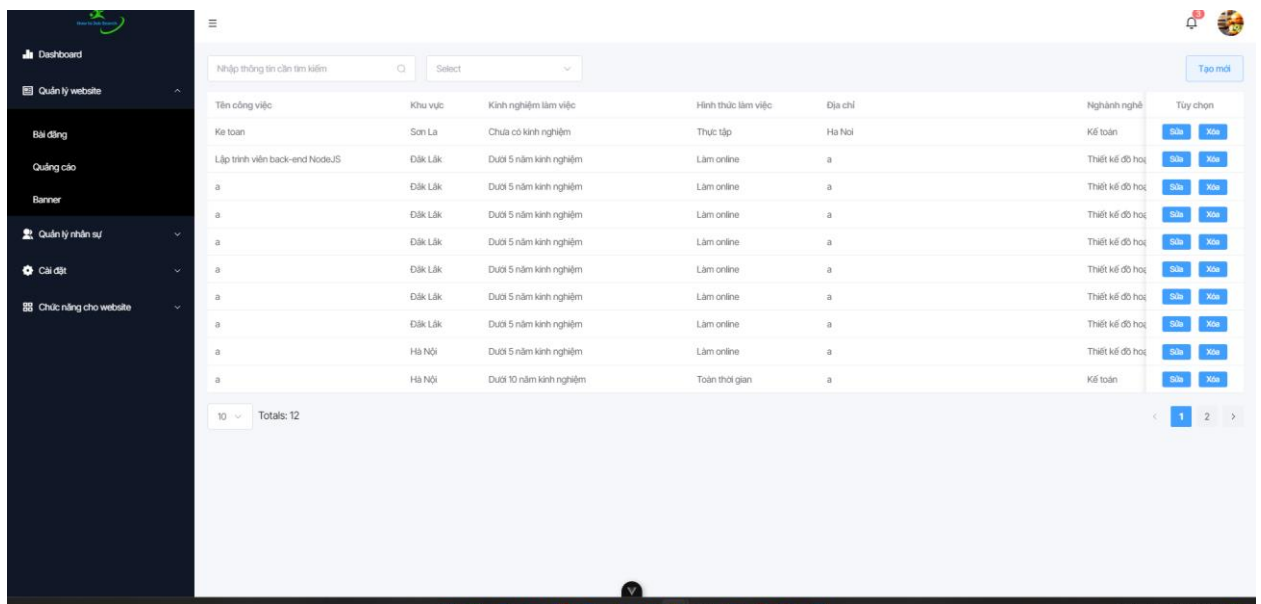 3
Dashboard
Quản lý website
Bài đăng
Quảng cáo
Banner
Quản lý nhân sự
Cài đặt
Chức năng cho website
Nhập thông tin cần tìm kiếm Select Tạo mới
Tên công việc Khu vực Kinh nghiệm làm việc Hình thức làm việc Địa chỉ Nghành nghề Tùy chọn
Ke toan Sơn La Chưa có kinh nghiệm Thực tập Ha Noi Kế toán Sửa Xóa
Lập trình viên back-end NodeJS Đắk Lắk Dưới 5 năm kinh nghiệm Làm online a Thiết kế đồ hoạ Sửa Xóa
a Đắk Lắk Dưới 5 năm kinh nghiệm Làm online a Thiết kế đồ hoạ Sửa Xóa
a Đắk Lắk Dưới 5 năm kinh nghiệm Làm online a Thiết kế đồ hoạ Sửa Xóa
a Đắk Lắk Dưới 5 năm kinh nghiệm Làm online a Thiết kế đồ hoạ Sửa Xóa
a Đắk Lắk Dưới 5 năm kinh nghiệm Làm online a Thiết kế đồ hoạ Sửa Xóa
a Đắk Lắk Dưới 5 năm kinh nghiệm Làm online a Thiết kế đồ hoạ Sửa Xóa
a Đắk Lắk Dưới 5 năm kinh nghiệm Làm online a Thiết kế đồ hoạ Sửa Xóa
a Hà Nội Dưới 5 năm kinh nghiệm Làm online a Thiết kế đồ hoạ Sửa Xóa
a Hà Nội Dưới 10 năm kinh nghiệm Toàn thời gian a Kế toán Sửa Xóa
10 Totals: 12 < 1 2 >